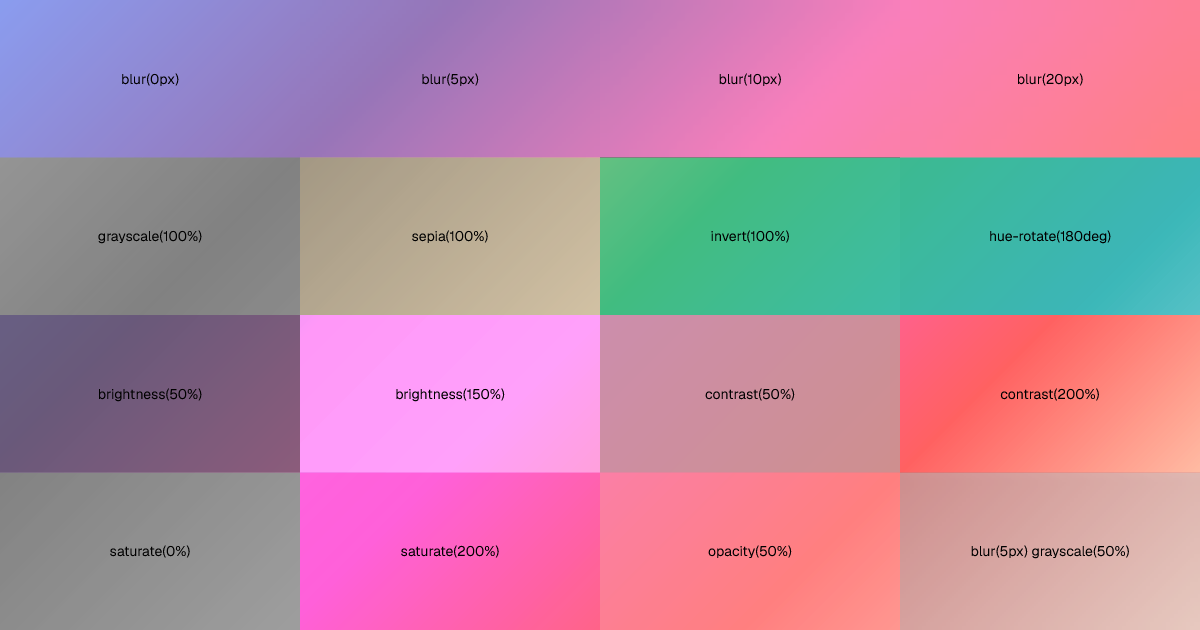 blur(0px)
blur(5px)
blur(10px)
blur(20px)
grayscale(100%)
sepia(100%)
invert(100%)
hue-rotate(180deg)
brightness(50%)
brightness(150%)
contrast(50%)
contrast(200%)
saturate(0%)
saturate(200%)
opacity(50%)
blur(5px) grayscale(50%)